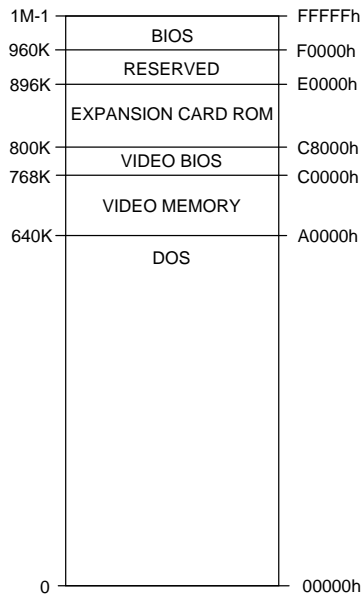 1M-1 FFFFFh
BIOS
960K F0000h
RESERVED
896K E0000h
EXPANSION CARD ROM
800K C8000h
VIDEO BIOS
768K C0000h
VIDEO MEMORY
640K A0000h
DOS
0 00000h